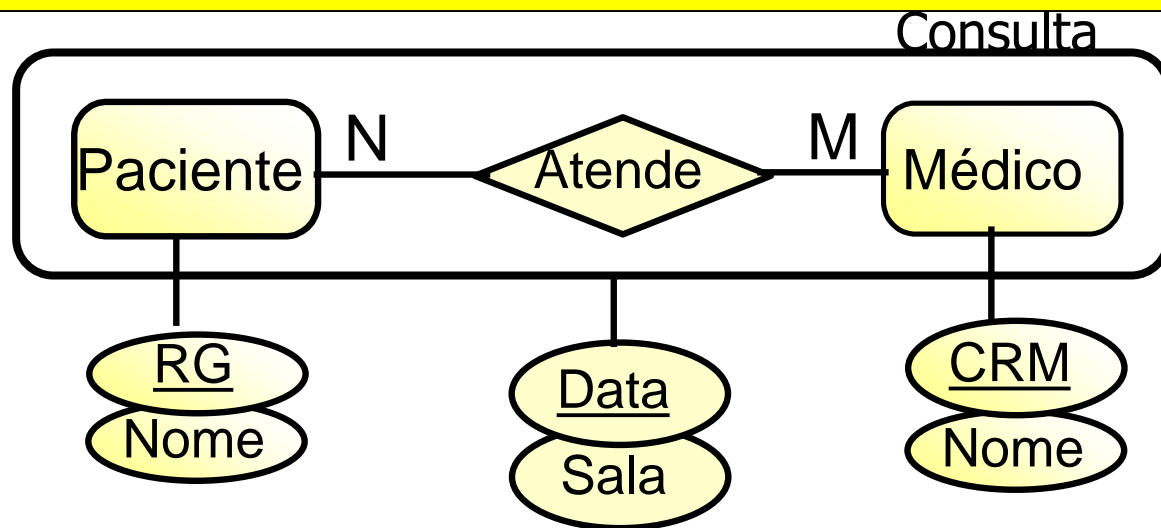 Consulta
Paciente
N
Atende
M
Médico
RG
Nome
Data
Sala
CRM
Nome